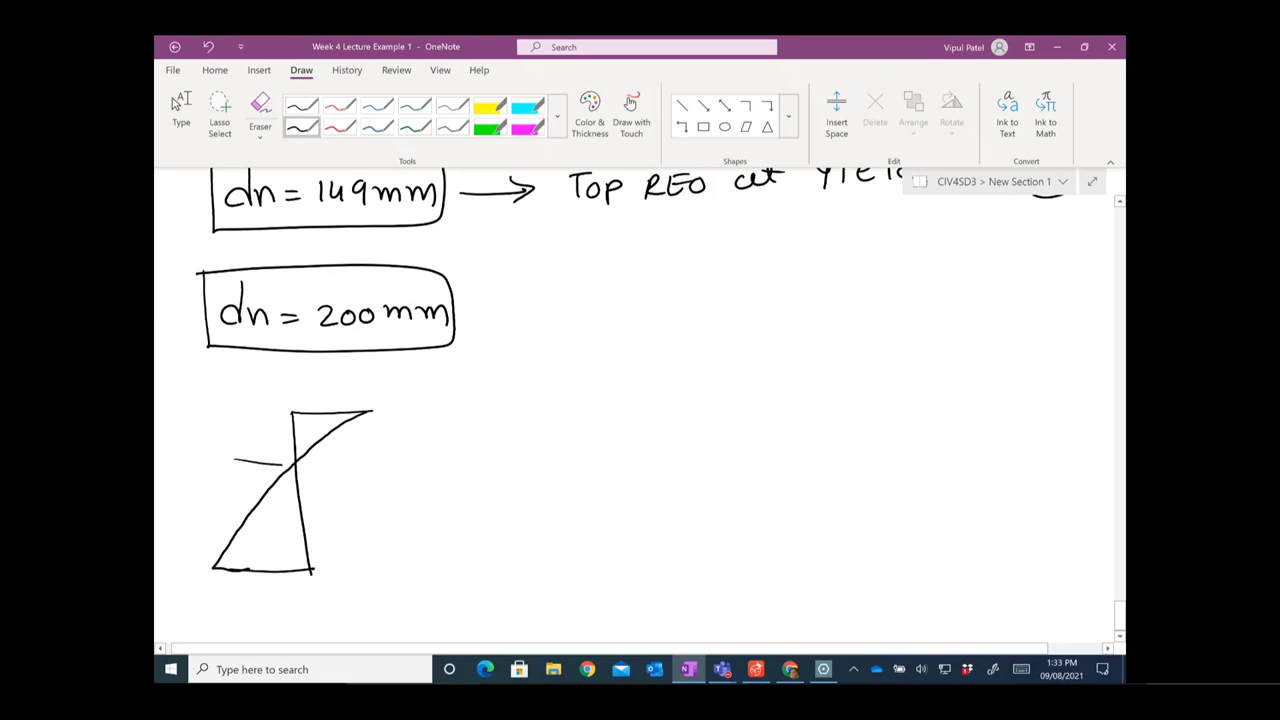 Week 4 Lecture Example 1 - OneNote
Search
Vipul Patel
File Home Insert Draw History Review View Help
Type
Lasso Select
Eraser
Color & Thickness
Draw with Touch
Insert Space
Delete
Arrange
Rotate
Ink to Text
Ink to Math
Tools
Shapes
Edit
Convert
CIV4SD3 > New Section 1
dn = 149mm → TOP REO at
dn = 200mm
Type here to search
1:33 PM
09/08/2021